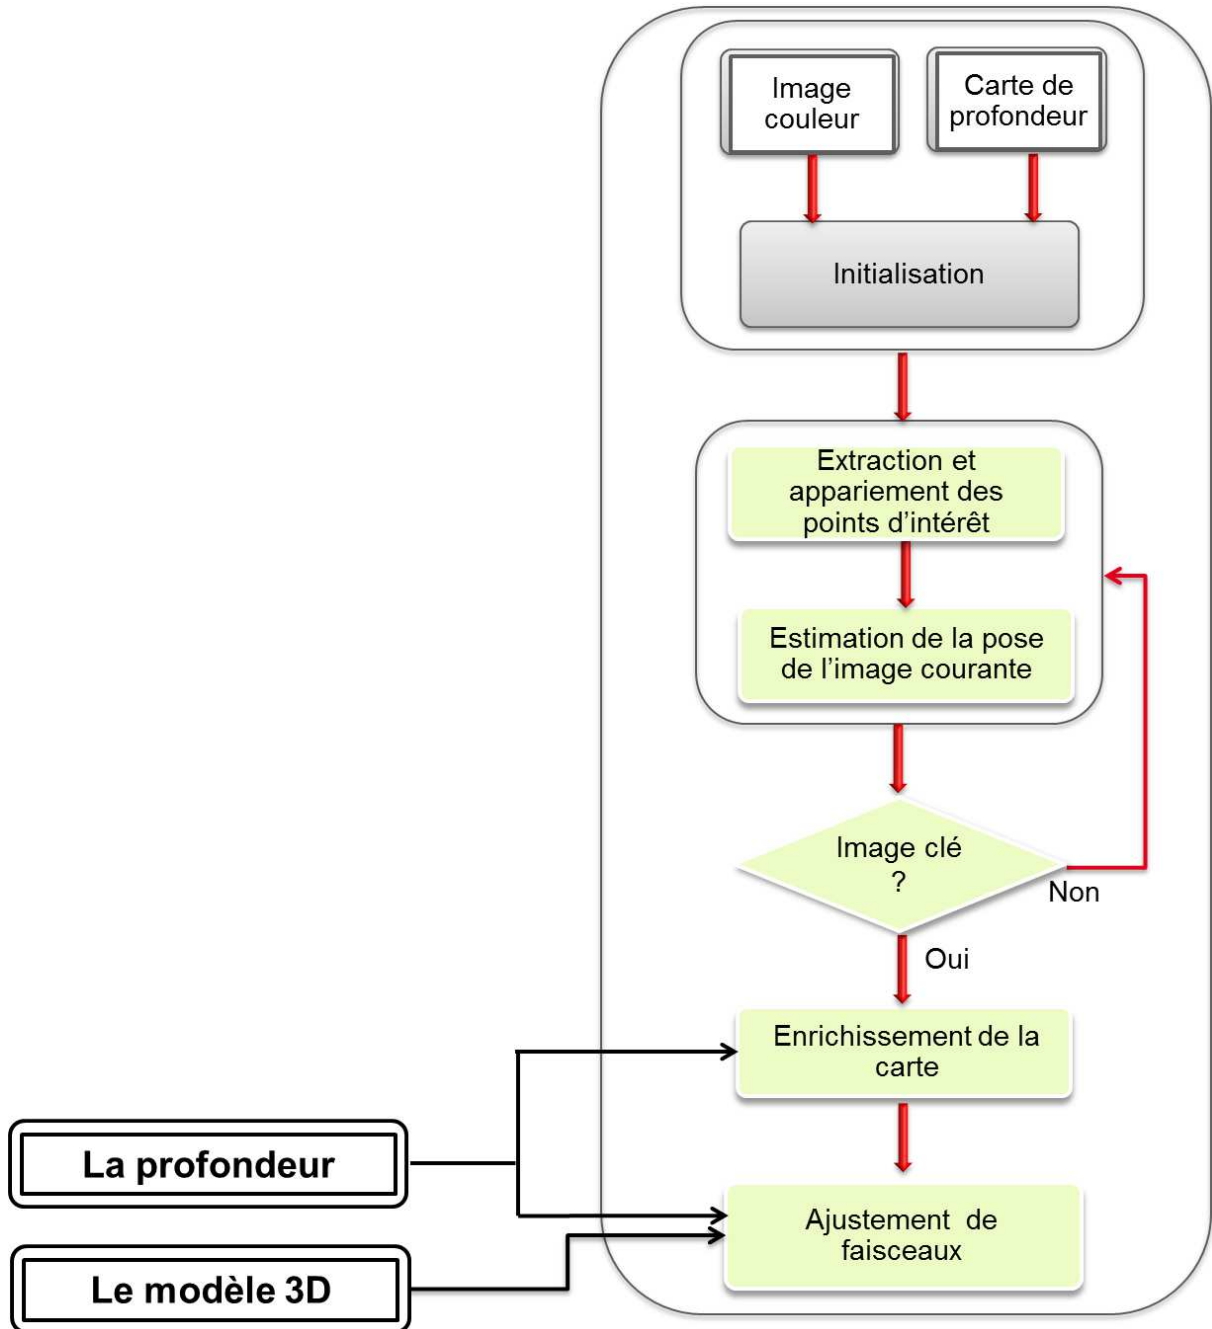 Image
couleur
Carte de
profondeur
Initialisation
Extraction et
appariement des
points d’intérêt
Estimation de la pose
de l’image courante
Image clé
?
Non
Oui
Enrichissement de la
carte
La profondeur
Ajustement de
faisceaux
Le modèle 3D